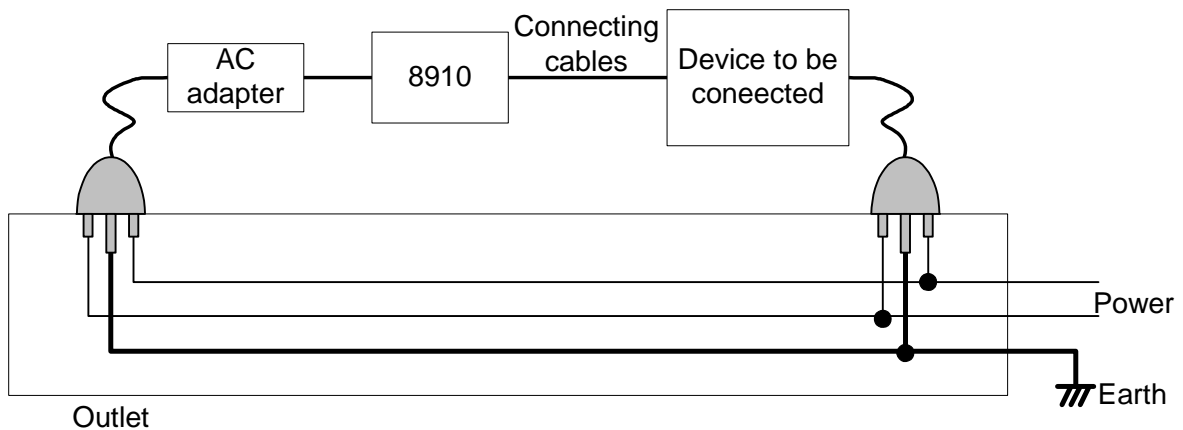 Connecting
cables
AC
adapter
8910
Device to be
coneected
Power
Earth
Outlet